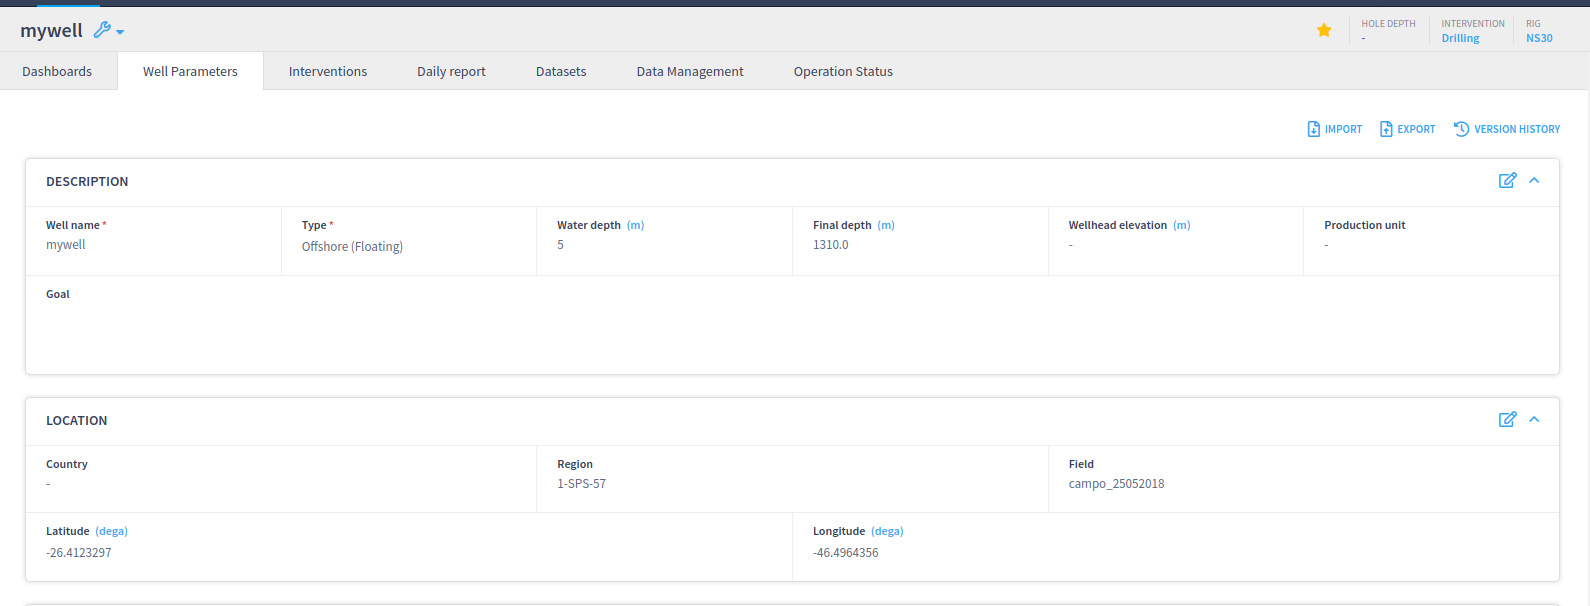 mywell
HOLE DEPTH INTERVENTION RIG
- Drilling NS30
Dashboards Well Parameters Interventions Daily report Datasets Data Management Operation Status
IMPORT EXPORT VERSION HISTORY
DESCRIPTION
Well name * Type * Water depth (m) Final depth (m) Wellhead elevation (m) Production unit
mywell Offshore (Floating) 5 1310.0 - -
Goal
LOCATION
Country Region Field
- 1-SPS-57 campo_25052018
Latitude (dega) Longitude (dega)
-26.4123297 -46.4964356